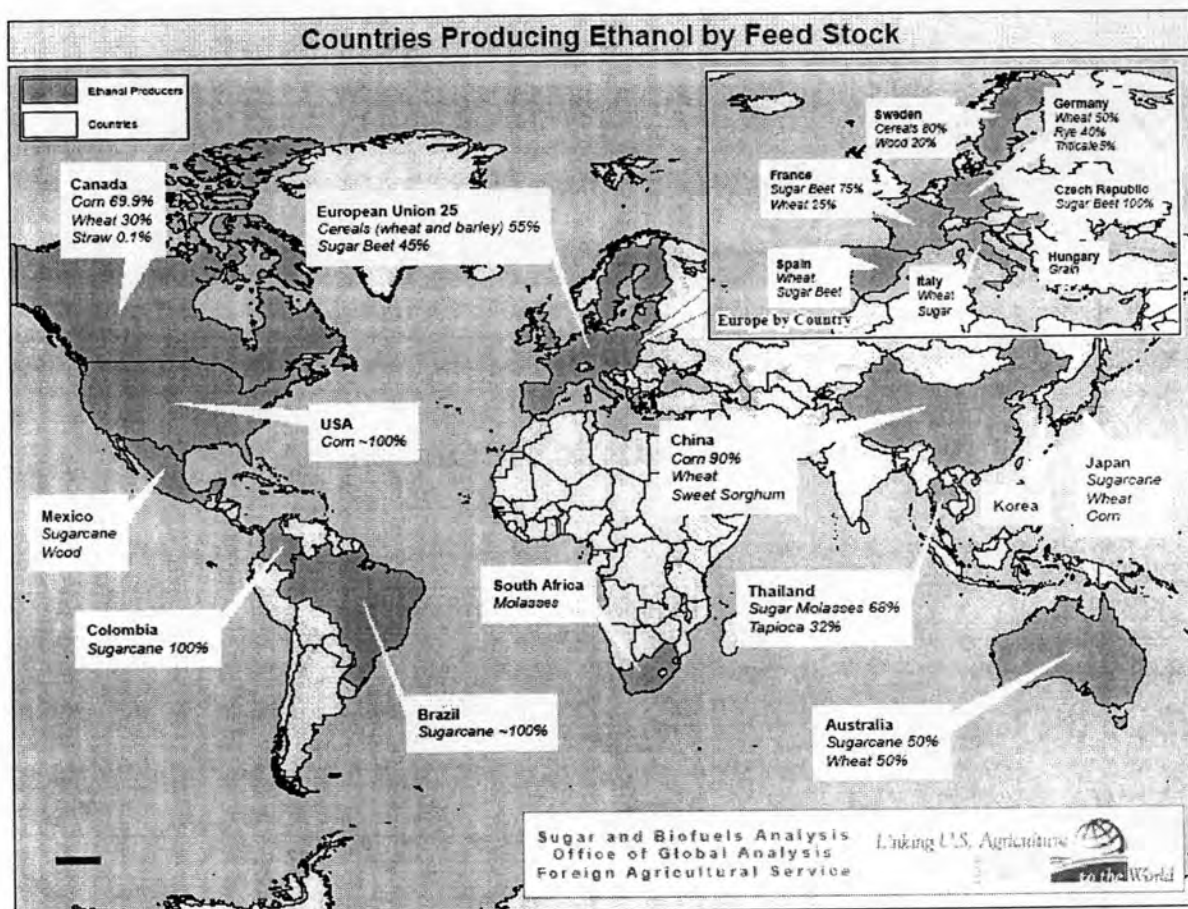 Countries Producing Ethanol by Feed Stock
Ethanol Producers
Countries
Canada
Corn 69.9%
Wheat 30%
Straw 0.1%
European Union 25
Cereals (wheat and barley) 55%
Sugar Beet 45%
Sweden
Cereals 80%
Wood 20%
Germany
Wheat 50%
Rye 40%
Triticale 5%
France
Sugar Beet 75%
Wheat 25%
Czech Republic
Sugar Beet 100%
Spain
Wheat
Sugar Beet
Italy
Wheat
Sugar
Hungary
Grain
Europe by Country
USA
Corn ~100%
China
Corn 90%
Wheat
Sweet Sorghum
Japan
Sugarcane
Wheat
Corn
Korea
Mexico
Sugarcane
Wood
Colombia
Sugarcane 100%
Brazil
Sugarcane ~100%
South Africa
Molasses
Thailand
Sugar Molasses 68%
Tapioca 32%
Australia
Sugarcane 50%
Wheat 50%
Sugar and Biofuels Analysis
Office of Global Analysis
Foreign Agricultural Service
Linking U.S. Agriculture
to the World